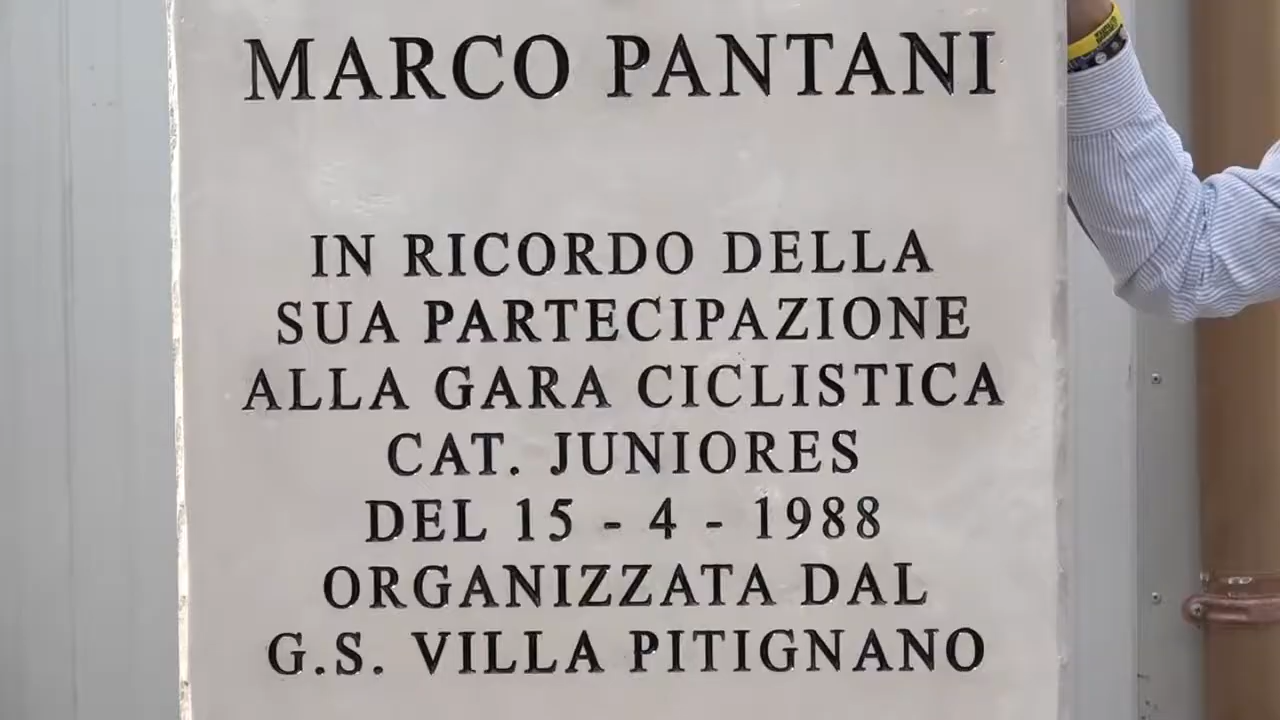 MARCO PANTANI
IN RICORDO DELLA
SUA PARTECIPAZIONE
ALLA GARA CICLISTICA
CAT. JUNIORES
DEL 15 - 4 - 1988
ORGANIZZATA DAL
G.S. VILLA PITIGNANO